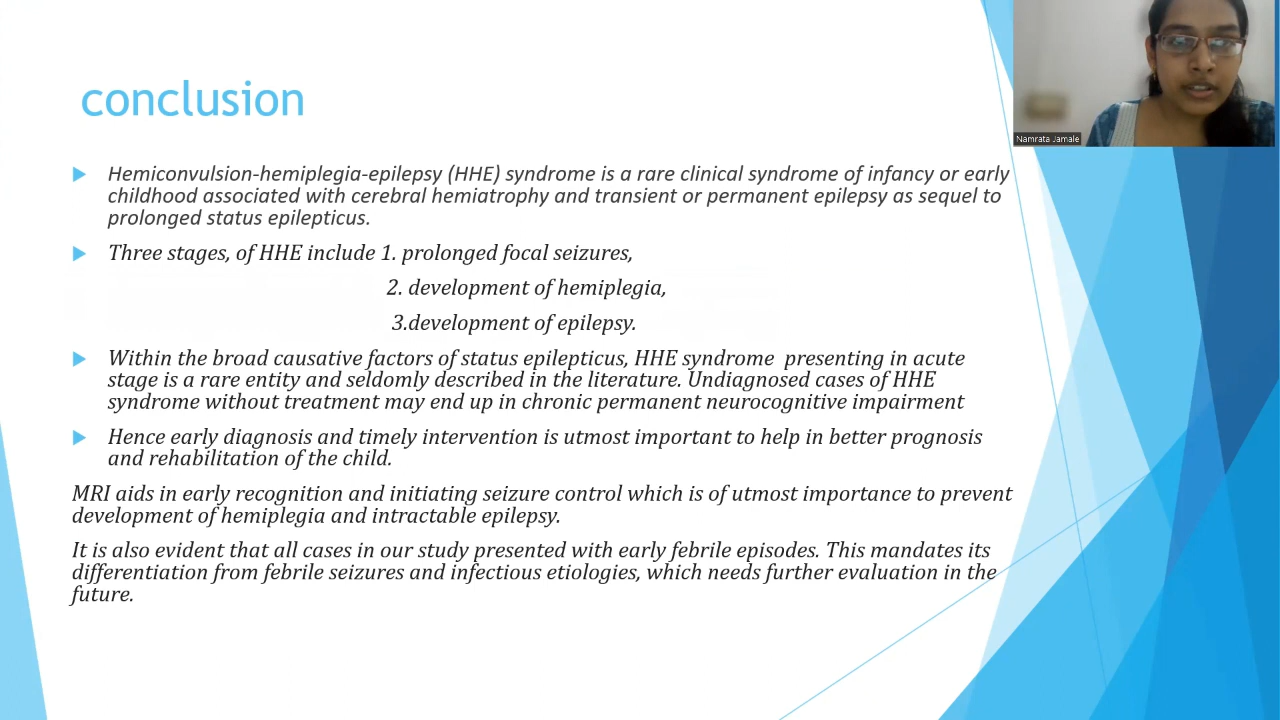 conclusion
Hemiconvulsion-hemiplegia-epilepsy (HHE) syndrome is a rare clinical syndrome of infancy or early
childhood associated with cerebral hemiatrophy and transient or permanent epilepsy as sequel to
prolonged status epilepticus.
Three stages, of HHE include 1. prolonged focal seizures,
2. development of hemiplegia,
3.development of epilepsy.
Within the broad causative factors of status epilepticus, HHE syndrome  presenting in acute
stage is a rare entity and seldomly described in the literature. Undiagnosed cases of HHE
syndrome without treatment may end up in chronic permanent neurocognitive impairment
Hence early diagnosis and timely intervention is utmost important to help in better prognosis
and rehabilitation of the child.
MRI aids in early recognition and initiating seizure control which is of utmost importance to prevent
development of hemiplegia and intractable epilepsy.
It is also evident that all cases in our study presented with early febrile episodes. This mandates its
differentiation from febrile seizures and infectious etiologies, which needs further evaluation in the
future.
Namrata Jamale